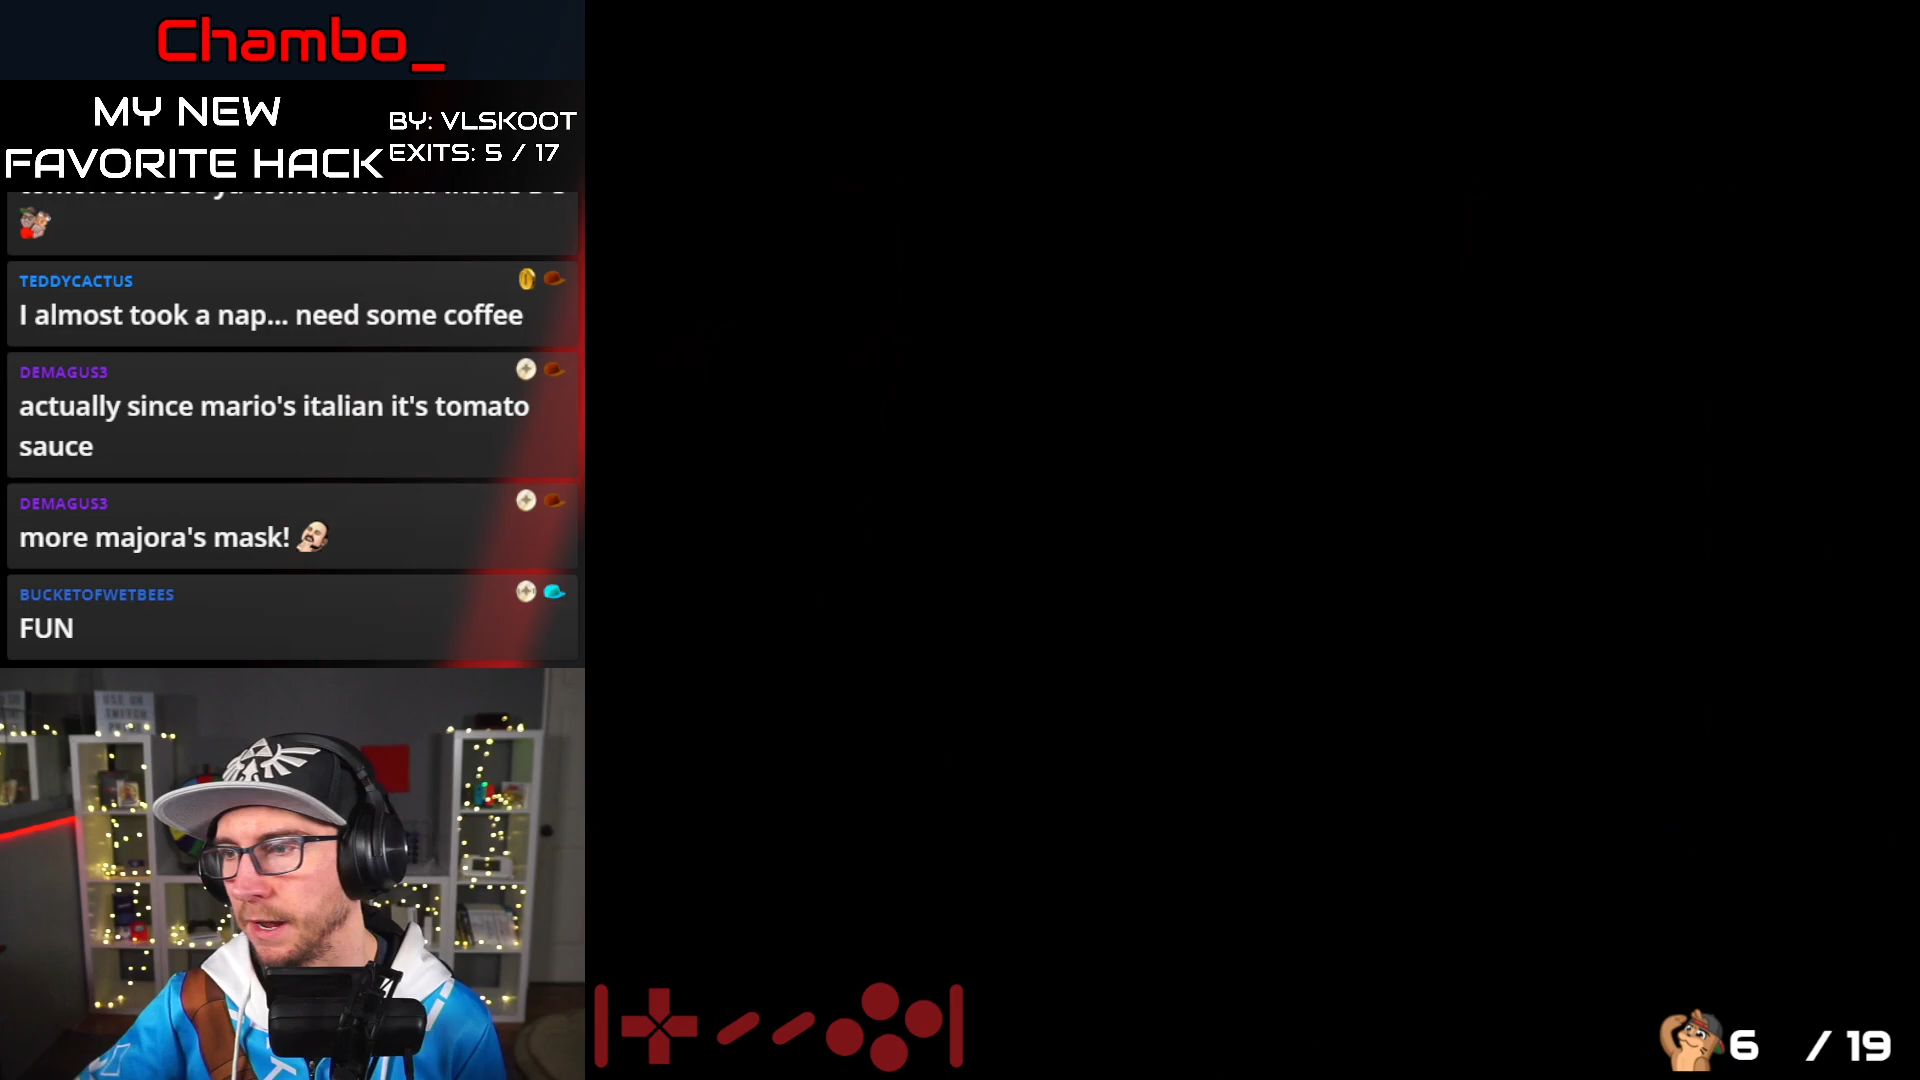 Chambo_
MY NEW
FAVORITE HACK
BY: VLSKOOT
EXITS: 5 / 17
TEDDYCACTUS
I almost took a nap... need some coffee
DEMAGUS3
actually since mario's italian it's tomato
sauce
DEMAGUS3
more majora's mask!
BUCKETOFWETBEES
FUN
6 / 19